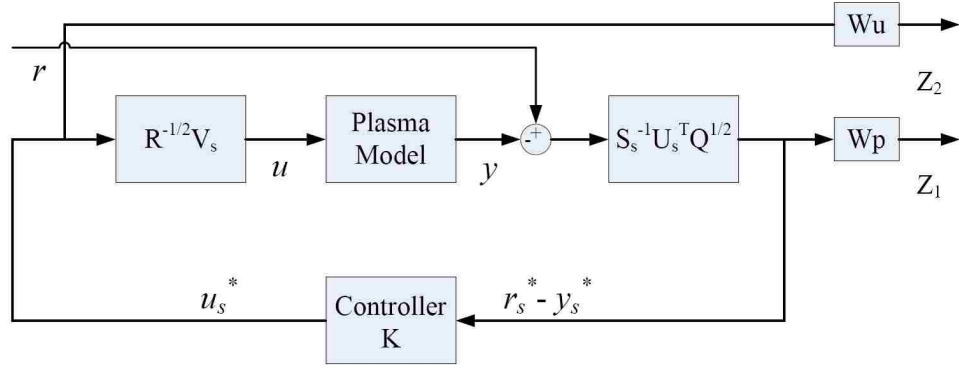 Wu
r
Z₂
R⁻¹/²Vₛ
Plasma
Model
- +
Sₛ⁻¹UₛᵀQ¹/²
Wp
u
y
Z₁
uₛ*
Controller
K
rₛ* - yₛ*